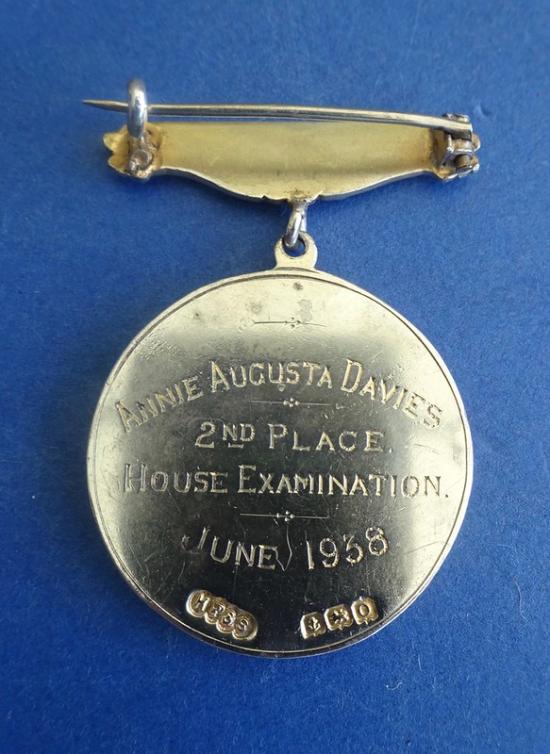 ANNIE AUGUSTA DAVIES
2ND PLACE.
HOUSE EXAMINATION.
JUNE 1938